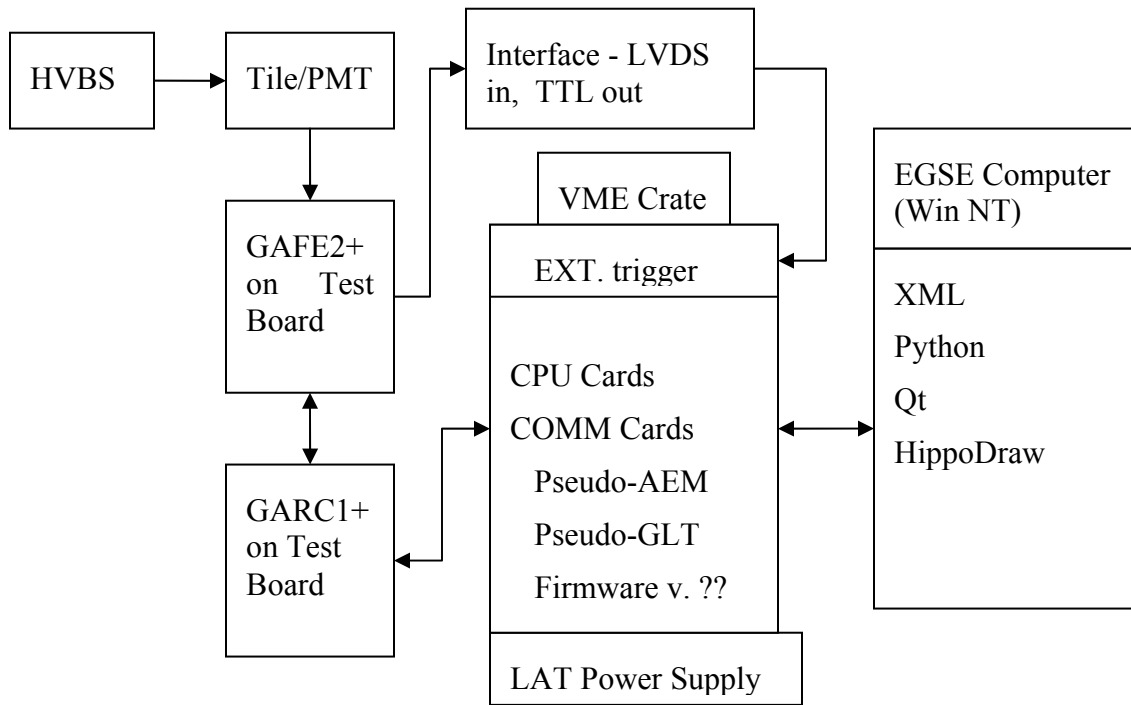 HVBS
Tile/PMT
Interface - LVDS
in, TTL out
GAFE2+
on Test
Board
GARC1+
on Test
Board
VME Crate
EXT. trigger
CPU Cards
COMM Cards
Pseudo-AEM
Pseudo-GLT
Firmware v. ??
LAT Power Supply
EGSE Computer
(Win NT)
XML
Python
Qt
HippoDraw